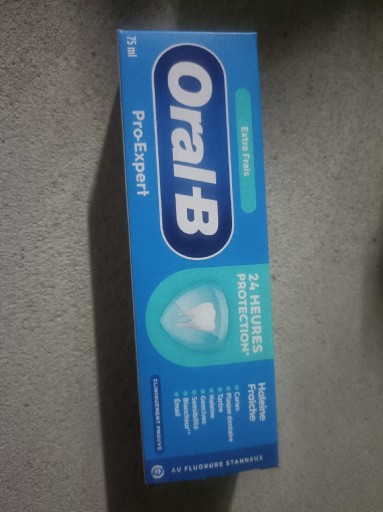 Extra Frais
Oral-B
Pro-Expert
75 ml
24 HEURES
PROTECTION*
Haleine
Fraîche
Caries
Plaque dentaire
Tartre
Haleine
Gencives
Sensibilité
Blancheur**
Émail
CLINIQUEMENT PROUVÉ
AU FLUORURE STANNEUX